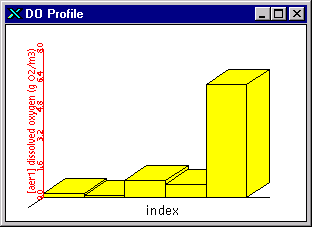 DO Profile
[aer1] dissolved oxygen (g O2/m3)
8.0
6.4
4.8
3.2
1.6
0.0
index